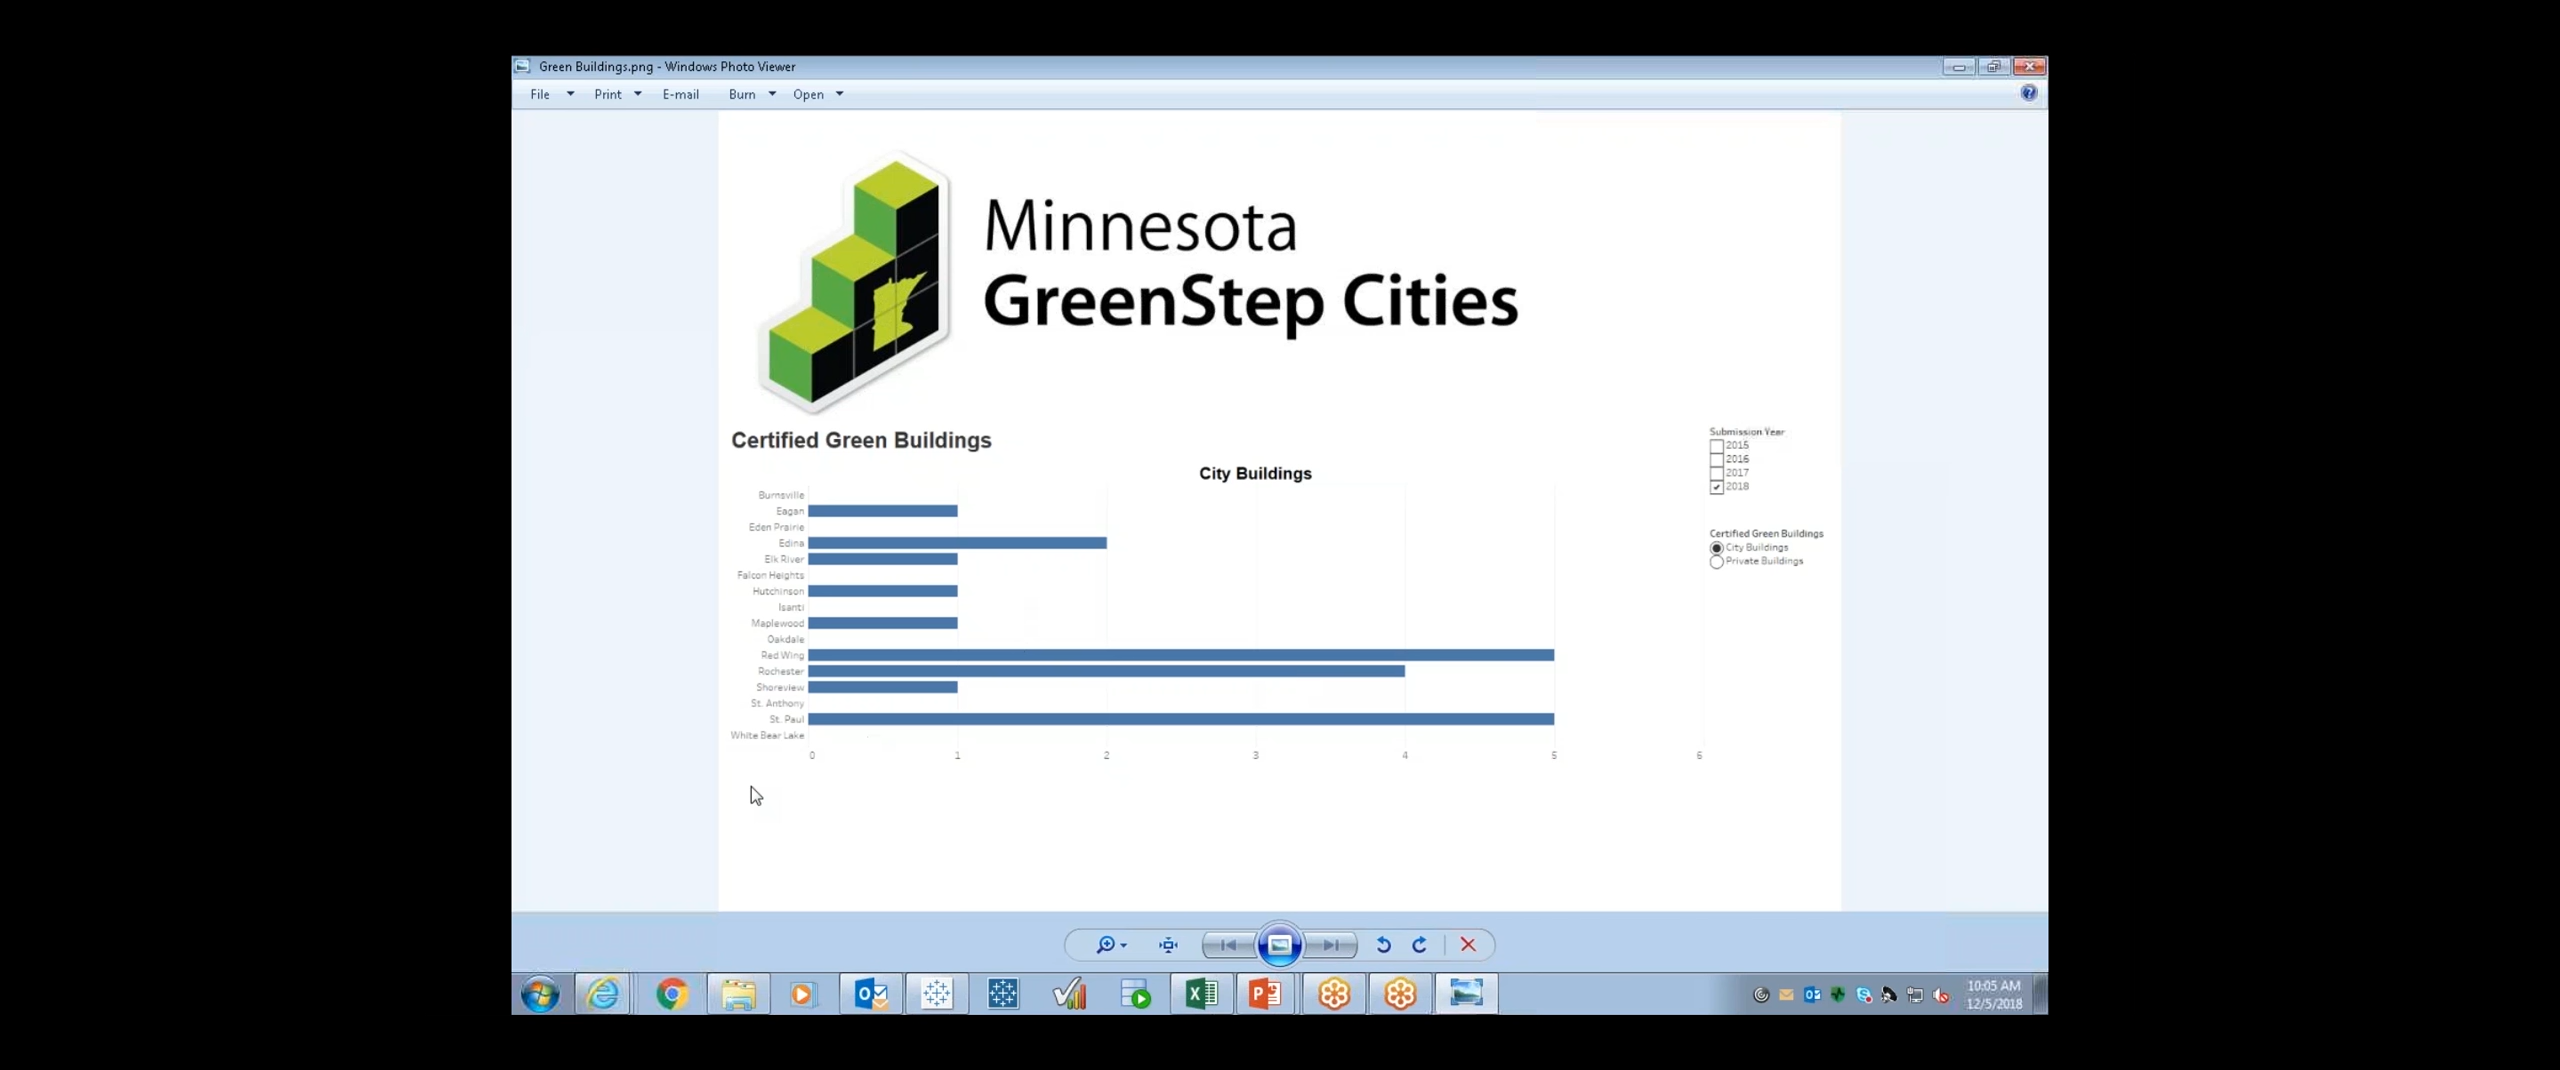 Green Buildings.png - Windows Photo Viewer
File Print E-mail Burn Open
Minnesota
GreenStep Cities
Certified Green Buildings
City Buildings
Submission Year
2015
2016
2017
2018
Certified Green Buildings
City Buildings
Private Buildings
Burnsville
Eagan
Eden Prairie
Edina
Elk River
Falcon Heights
Hutchinson
Isanti
Maplewood
Oakdale
Red Wing
Rochester
Shoreview
St. Anthony
St. Paul
White Bear Lake
0 1 2 3 4 5 6
10:05 AM
12/5/2018